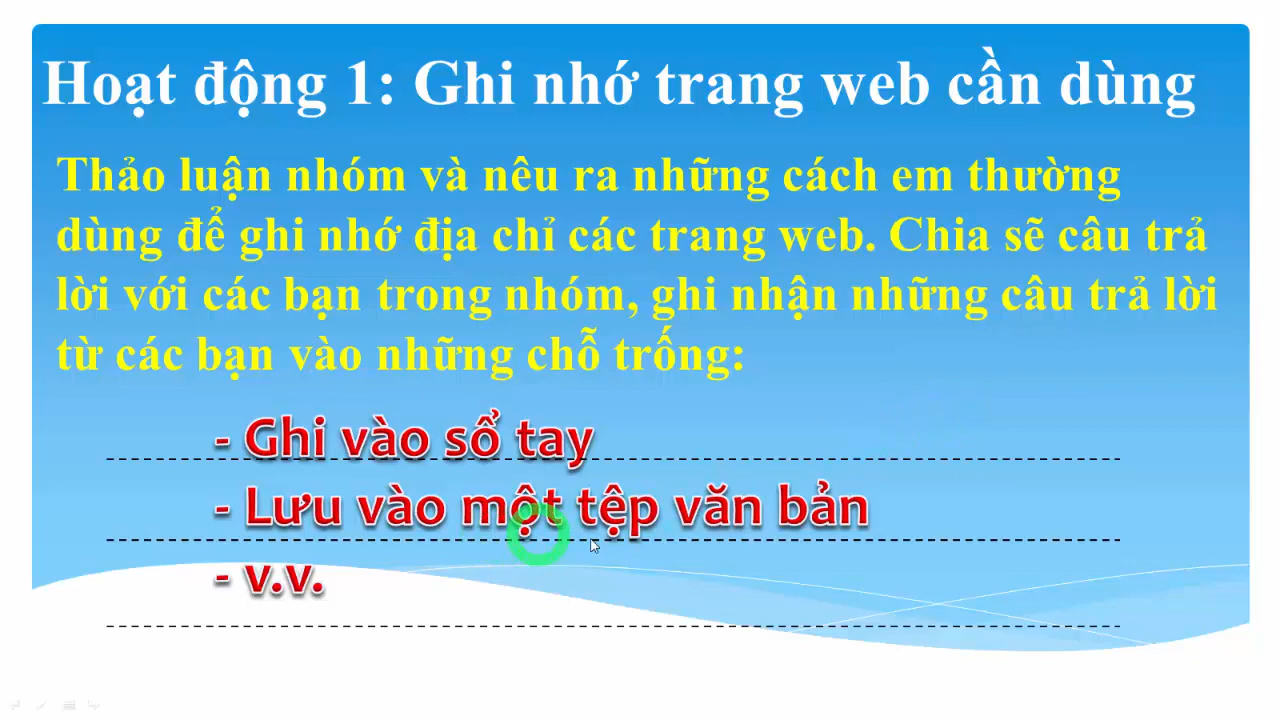 Hoạt động 1: Ghi nhớ trang web cần dùng
Thảo luận nhóm và nêu ra những cách em thường
dùng để ghi nhớ địa chỉ các trang web. Chia sẽ câu trả
lời với các bạn trong nhóm, ghi nhận những câu trả lời
từ các bạn vào những chỗ trống:
- Ghi vào sổ tay
- Lưu vào một tệp văn bản
- v.v.